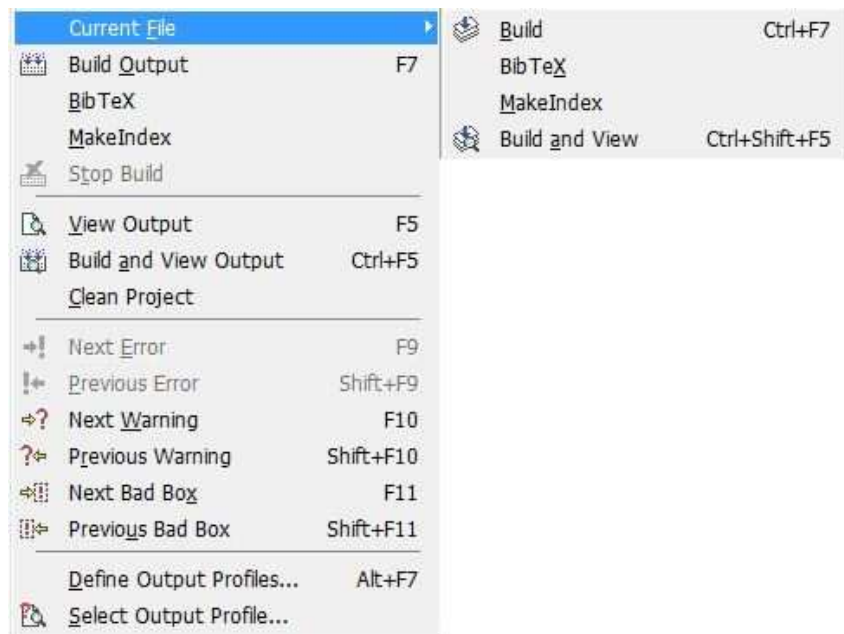 Current File
Build Output F7
BibTeX
MakeIndex
Stop Build
View Output F5
Build and View Output Ctrl+F5
Clean Project
Next Error F9
Previous Error Shift+F9
Next Warning F10
Previous Warning Shift+F10
Next Bad Box F11
Previous Bad Box Shift+F11
Define Output Profiles... Alt+F7
Select Output Profile...
Build Ctrl+F7
BibTeX
MakeIndex
Build and View Ctrl+Shift+F5